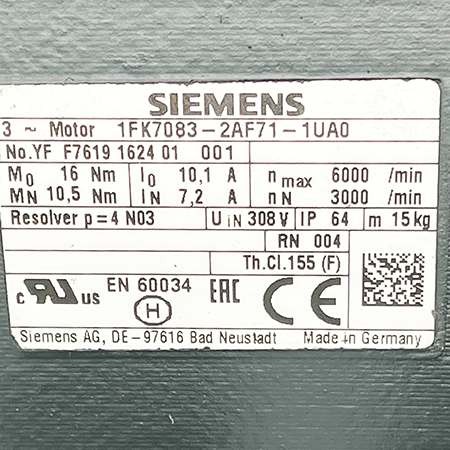 SIEMENS
3 ~ Motor 1FK7083-2AF71-1UA0
No.YF F7619 1624 01 001
M0 16 Nm I0 10,1 A n max 6000 /min
MN 10,5 Nm IN 7,2 A n N 3000 /min
Resolver p=4 N03 UIN 308 V IP 64 m 15 kg
RN 004
Th.Cl.155 (F)
c RU US EN 60034 H EAC CE
Siemens AG, DE-97616 Bad Neustadt Made in Germany